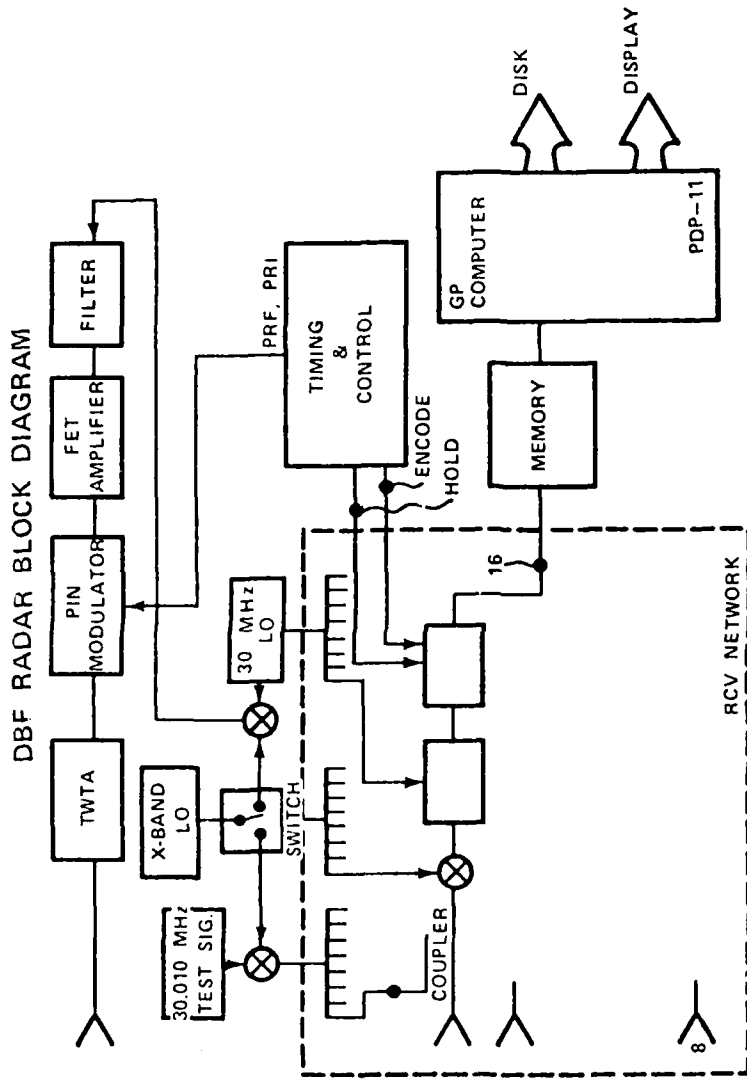 DBF RADAR BLOCK DIAGRAM
TWTA
PIN
MODULATOR
FET
AMPLIFIER
FILTER
30.010 MHz
TEST SIG.
X-BAND
LO
SWITCH
30 MHz
LO
PRF, PRI
TIMING
&
CONTROL
ENCODE
HOLD
COUPLER
16
MEMORY
GP
COMPUTER
PDP-11
DISK
DISPLAY
8
RCV NETWORK